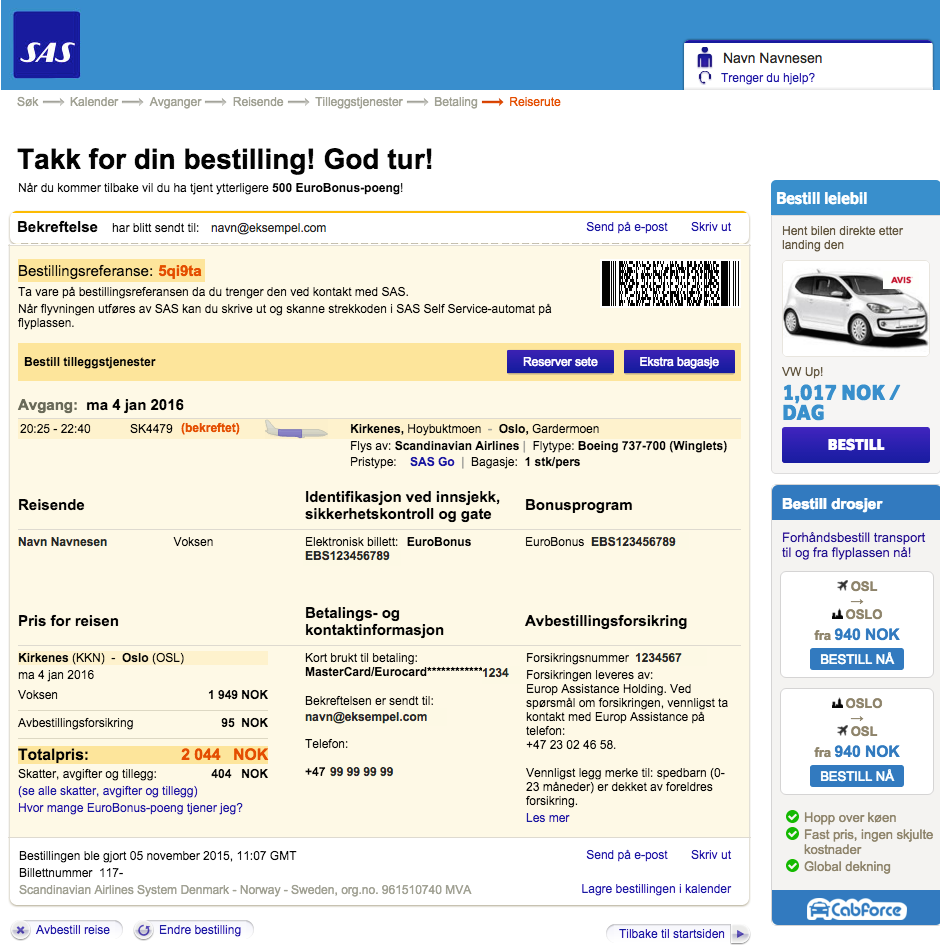 SAS
Navn Navnesen
Trenger du hjelp?
Søk Kalender Avganger Reisende Tilleggstjenester Betaling Reiserute
Takk for din bestilling! God tur!
Når du kommer tilbake vil du ha tjent ytterligere 500 EuroBonus-poeng!
Bekreftelse har blitt sendt til: navn@eksempel.com Send på e-post Skriv ut
Bestillingsreferanse: 5qi9ta
Ta vare på bestillingsreferansen da du trenger den ved kontakt med SAS.
Når flyvningen utføres av SAS kan du skrive ut og skanne strekkoden i SAS Self Service-automat på
flyplassen.
Bestill tilleggstjenester Reserver sete Ekstra bagasje
Avgang: ma 4 jan 2016
20:25 - 22:40 SK4479 (bekreftet) Kirkenes, Hoybuktmoen - Oslo, Gardermoen
Flys av: Scandinavian Airlines | Flytype: Boeing 737-700 (Winglets)
Pristype: SAS Go | Bagasje: 1 stk/pers
Reisende
Navn Navnesen Voksen
Identifikasjon ved innsjekk,
sikkerhetskontroll og gate
Elektronisk billett: EuroBonus
EBS123456789
Bonusprogram
EuroBonus EBS123456789
Pris for reisen
Kirkenes (KKN) - Oslo (OSL)
ma 4 jan 2016
Voksen 1 949 NOK
Avbestillingsforsikring 95 NOK
Totalpris: 2 044 NOK
Skatter, avgifter og tillegg: 404 NOK
(se alle skatter, avgifter og tillegg)
Hvor mange EuroBonus-poeng tjener jeg?
Betalings- og
kontaktinformasjon
Kort brukt til betaling:
MasterCard/Eurocard************1234
Bekreftelsen er sendt til:
navn@eksempel.com
Telefon:
+47 99 99 99 99
Avbestillingsforsikring
Forsikringsnummer 1234567
Forsikringen leveres av:
Europ Assistance Holding. Ved
spørsmål om forsikringen, vennligst ta
kontakt med Europ Assistance på
telefon:
+47 23 02 46 58.
Vennligst legg merke til: spedbarn (0-
23 måneder) er dekket av foreldres
forsikring.
Les mer
Bestillingen ble gjort 05 november 2015, 11:07 GMT Send på e-post Skriv ut
Billettnummer 117-
Scandinavian Airlines System Denmark - Norway - Sweden, org.no. 961510740 MVA Lagre bestillingen i kalender
Avbestill reise Endre bestilling Tilbake til startsiden
Bestill leiebil
Hent bilen direkte etter
landing den
AVIS
VW Up!
1,017 NOK /
DAG
BESTILL
Bestill drosjer
Forhåndsbestill transport
til og fra flyplassen nå!
OSL
→
OSLO
fra 940 NOK
BESTILL NÅ
OSLO
→
OSL
fra 940 NOK
BESTILL NÅ
Hopp over køen
Fast pris, ingen skjulte
kostnader
Global dekning
CabForce